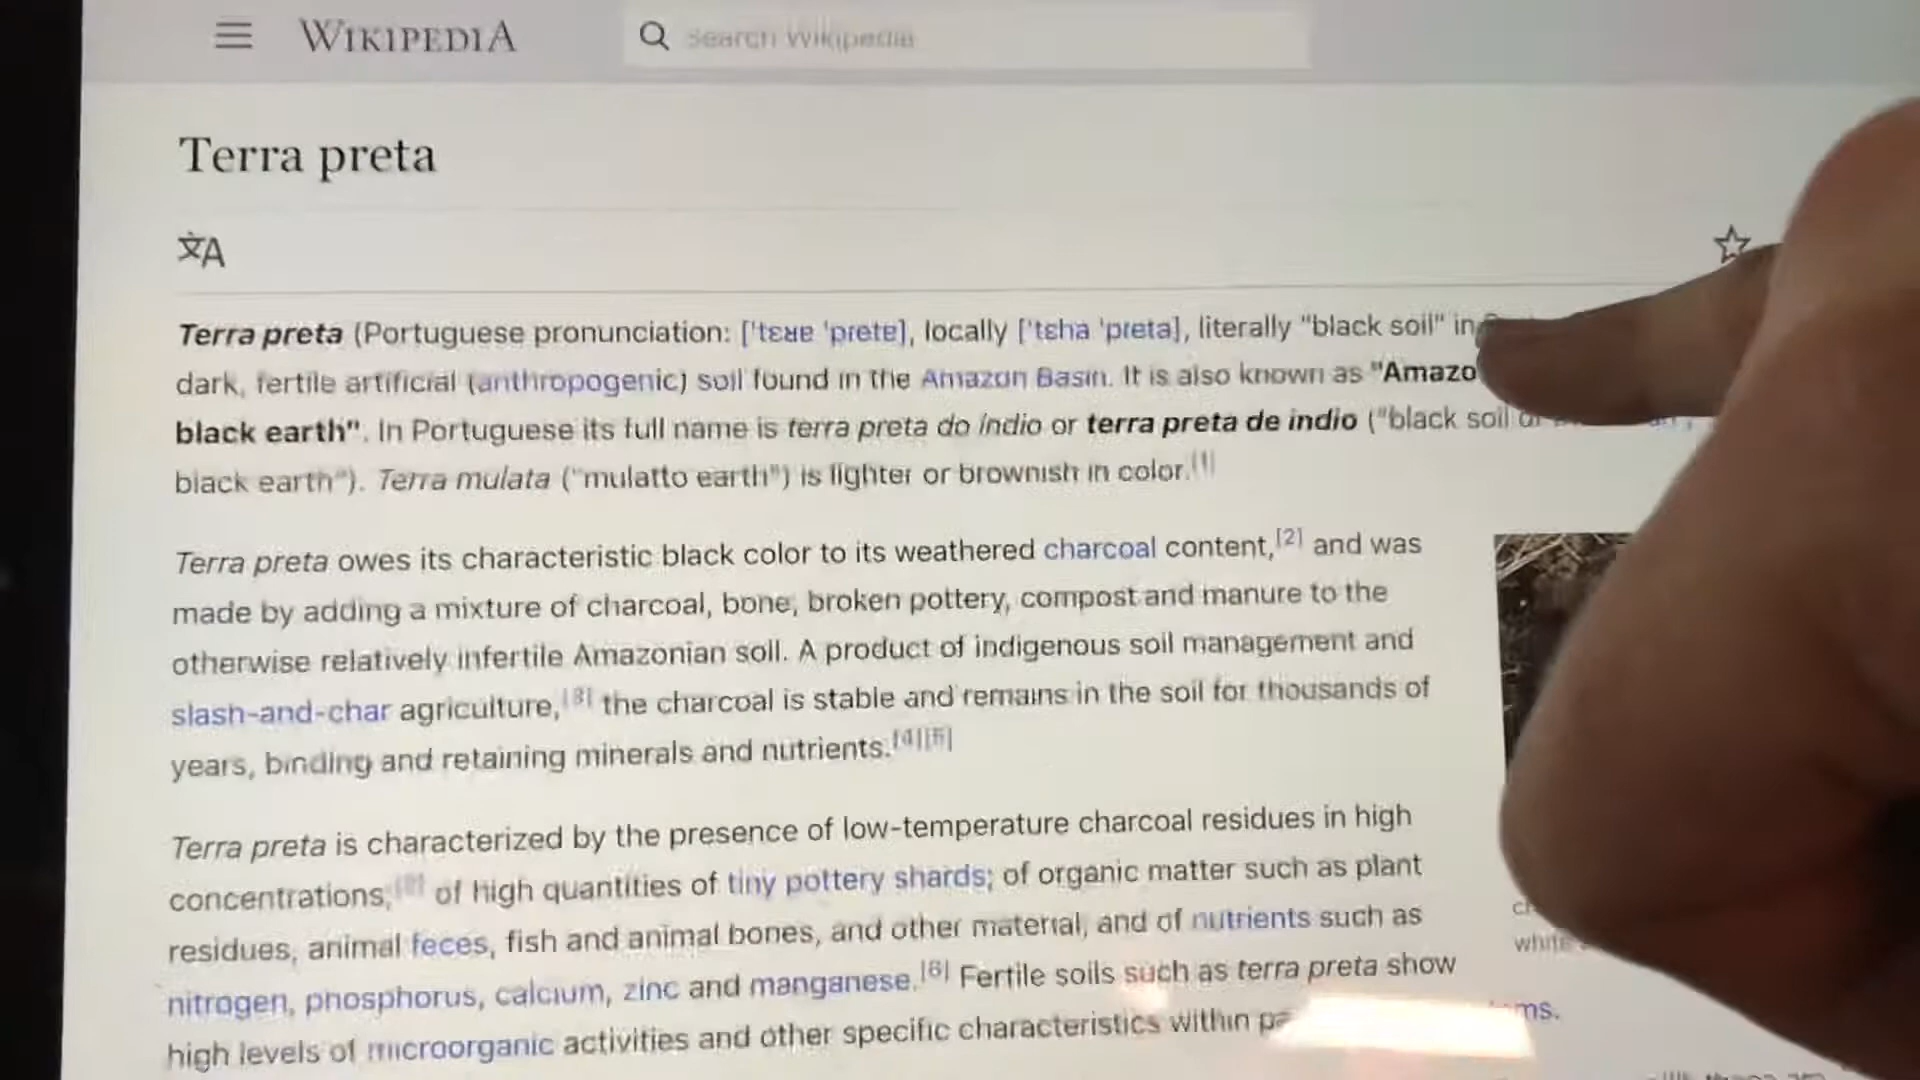 WIKIPEDIA
Search Wikipedia
Terra preta
文A
Terra preta (Portuguese pronunciation: [ˈtɛʁɐ ˈpretɐ], locally [ˈtɛha ˈpreta], literally "black soil" in
dark, fertile artificial (anthropogenic) soil found in the Amazon Basin. It is also known as "Amazo
black earth". In Portuguese its full name is terra preta do índio or terra preta de índio ("black soil of
black earth"). Terra mulata ("mulatto earth") is lighter or brownish in color.[1]
Terra preta owes its characteristic black color to its weathered charcoal content,[2] and was
made by adding a mixture of charcoal, bone, broken pottery, compost and manure to the
otherwise relatively infertile Amazonian soil. A product of indigenous soil management and
slash-and-char agriculture,[3] the charcoal is stable and remains in the soil for thousands of
years, binding and retaining minerals and nutrients.[4][5]
Terra preta is characterized by the presence of low-temperature charcoal residues in high
concentrations; of high quantities of tiny pottery shards; of organic matter such as plant
residues, animal feces, fish and animal bones, and other material; and of nutrients such as
nitrogen, phosphorus, calcium, zinc and manganese.[6] Fertile soils such as terra preta show
high levels of microorganic activities and other specific characteristics within
white